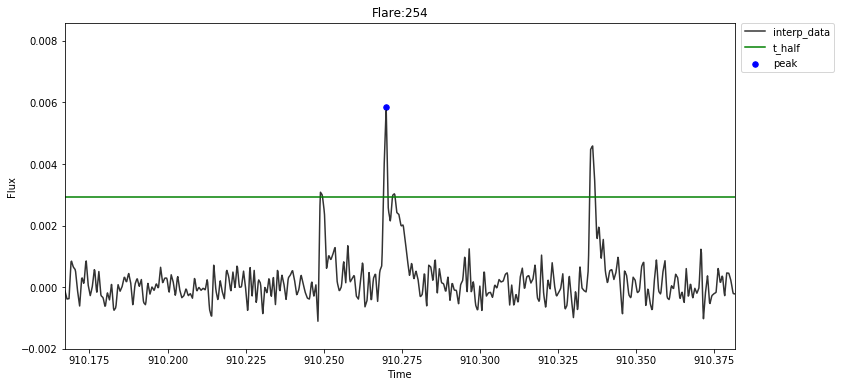 Flare:254
interp_data
t_half
peak
Flux
0.008
0.006
0.004
0.002
0.000
−0.002
910.175
910.200
910.225
910.250
910.275
910.300
910.325
910.350
910.375
Time